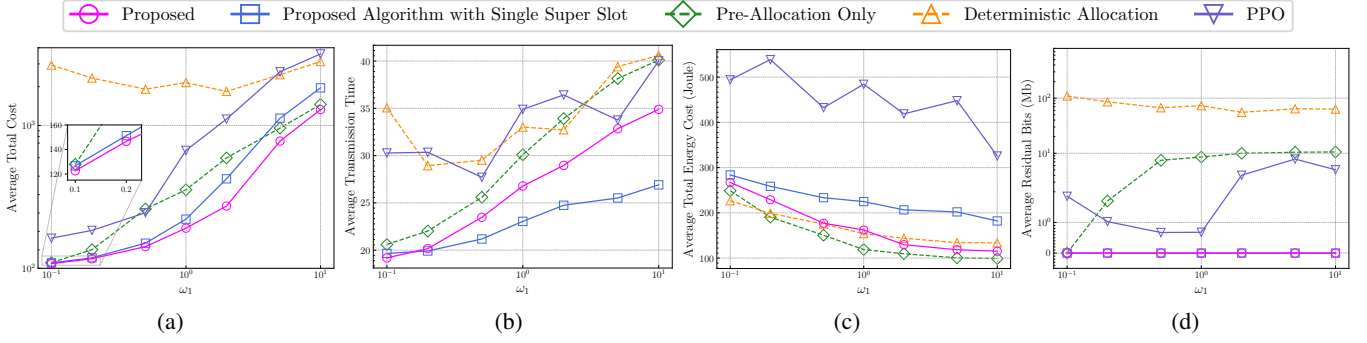 Proposed
Proposed Algorithm with Single Super Slot
Pre-Allocation Only
Deterministic Allocation
PPO
Average Total Cost
10³
10²
160
140
120
0.1
0.2
10⁻¹
10⁰
10¹
ω₁
(a)
Average Transmission Time
40
35
30
25
20
10⁻¹
10⁰
10¹
ω₁
(b)
Average Total Energy Cost (Joule)
500
400
300
200
100
10⁻¹
10⁰
10¹
ω₁
(c)
Average Residual Bits (Mb)
10²
10¹
10⁰
0
10⁻¹
10⁰
10¹
ω₁
(d)